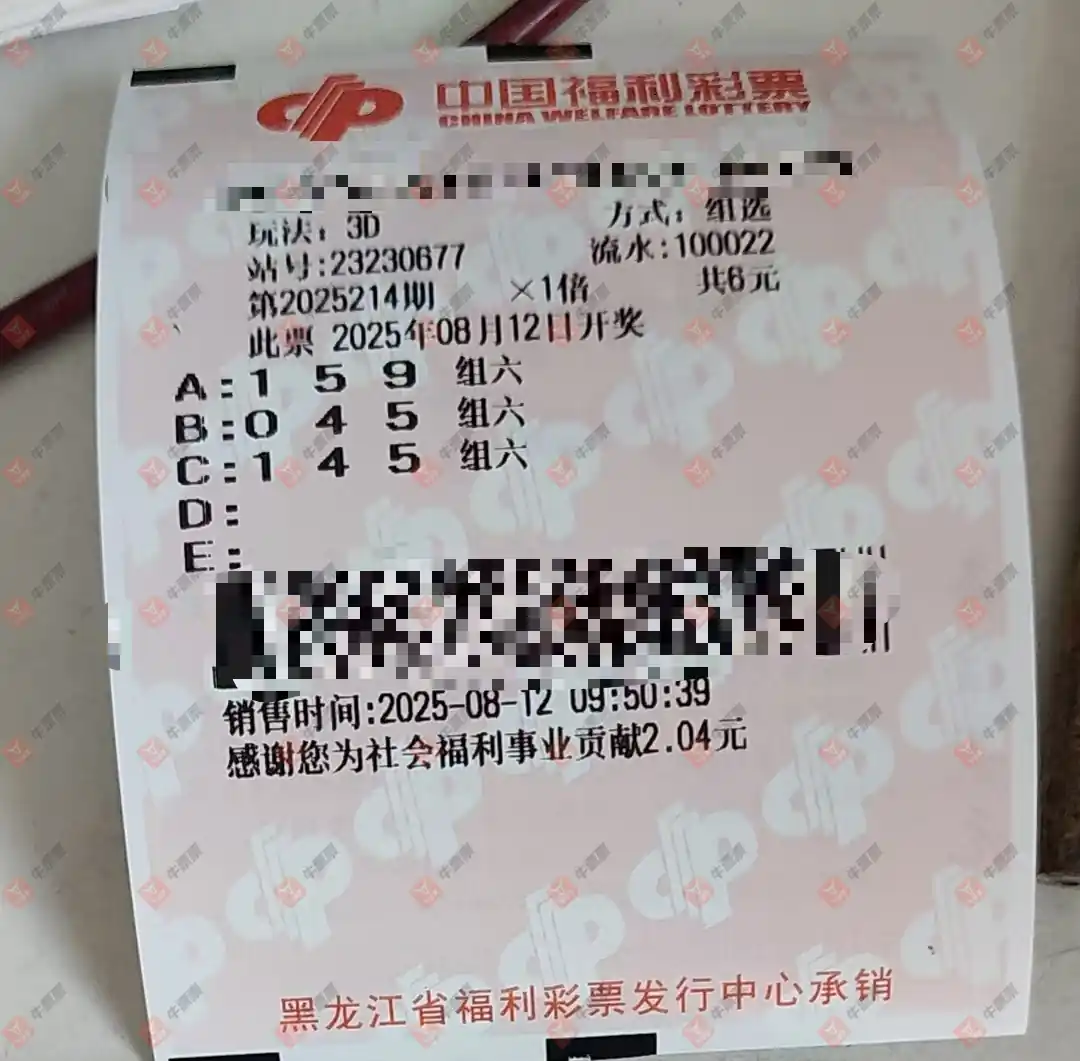 中国福利彩票
CHINA WELFARE LOTTERY
玩法：3D 方式：组选
站号:23230677 流水:100022
第2025214期 ×1倍 共6元
此票 2025年08月12日开奖
A:1 5 9 组六
B:0 4 5 组六
C:1 4 5 组六
D:
E:
销售时间:2025-08-12 09:50:39
感谢您为社会福利事业贡献2.04元
黑龙江省福利彩票发行中心承销
牛票票